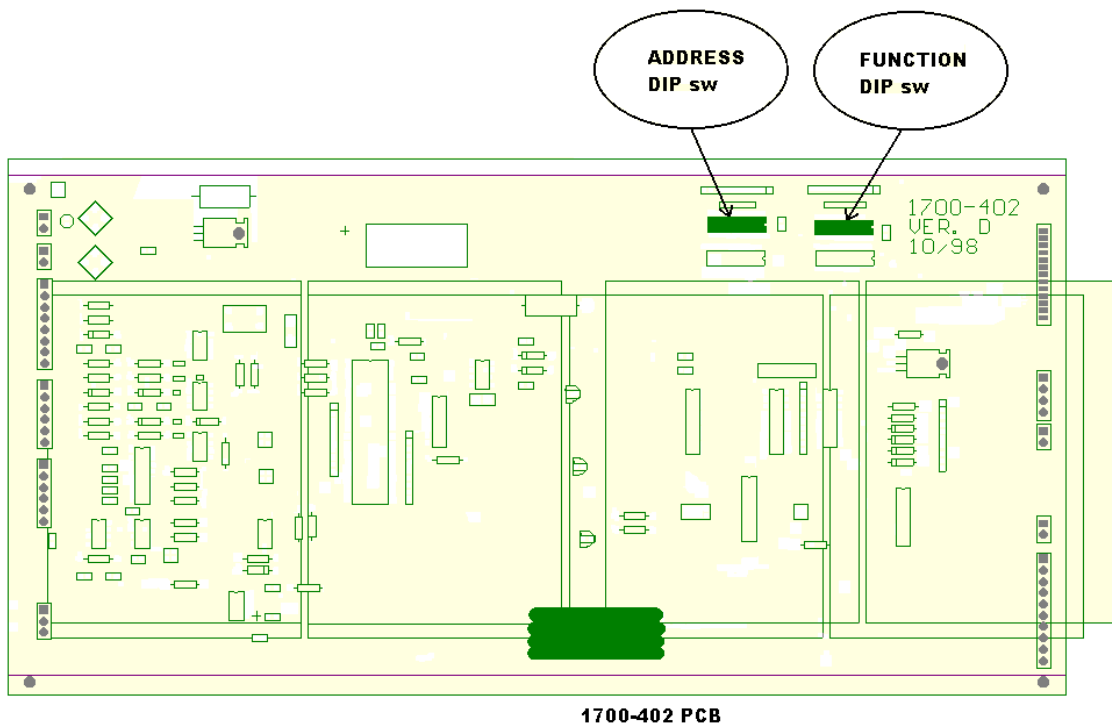 ADDRESS
DIP sw
FUNCTION
DIP sw
1700-402
VER. D
10/98
1700-402 PCB